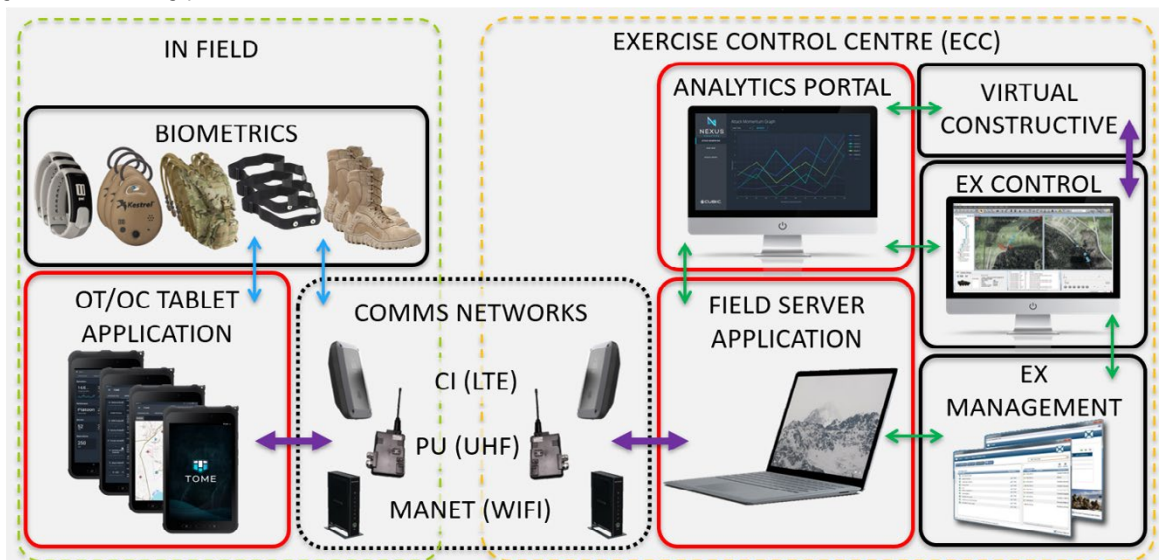 IN FIELD
BIOMETRICS
Kestrel
OT/OC TABLET
APPLICATION
TOME
COMMS NETWORKS
CI (LTE)
PU (UHF)
MANET (WIFI)
EXERCISE CONTROL CENTRE (ECC)
ANALYTICS PORTAL
NEXUS
CUBIC
VIRTUAL
CONSTRUCTIVE
EX CONTROL
FIELD SERVER
APPLICATION
EX
MANAGEMENT